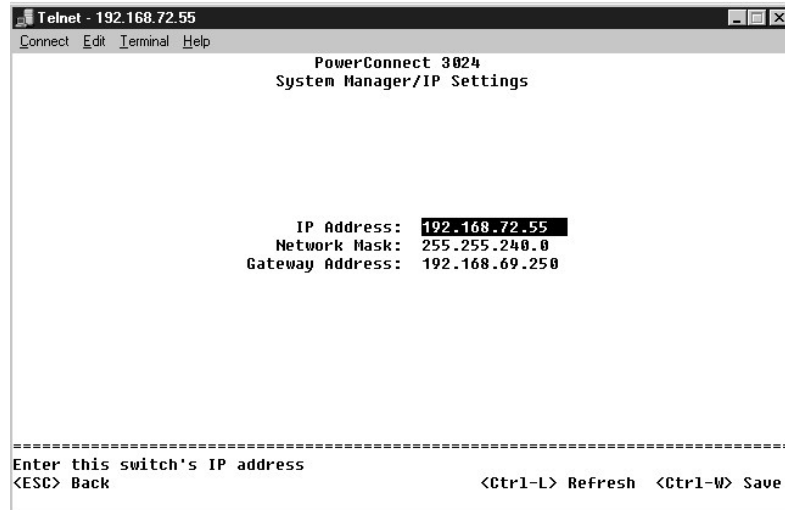 Telnet - 192.168.72.55
Connect Edit Terminal Help
PowerConnect 3024
System Manager/IP Settings
IP Address: 192.168.72.55
Network Mask: 255.255.240.0
Gateway Address: 192.168.69.250
================================================================================
Enter this switch's IP address
<ESC> Back <Ctrl-L> Refresh <Ctrl-W> Save